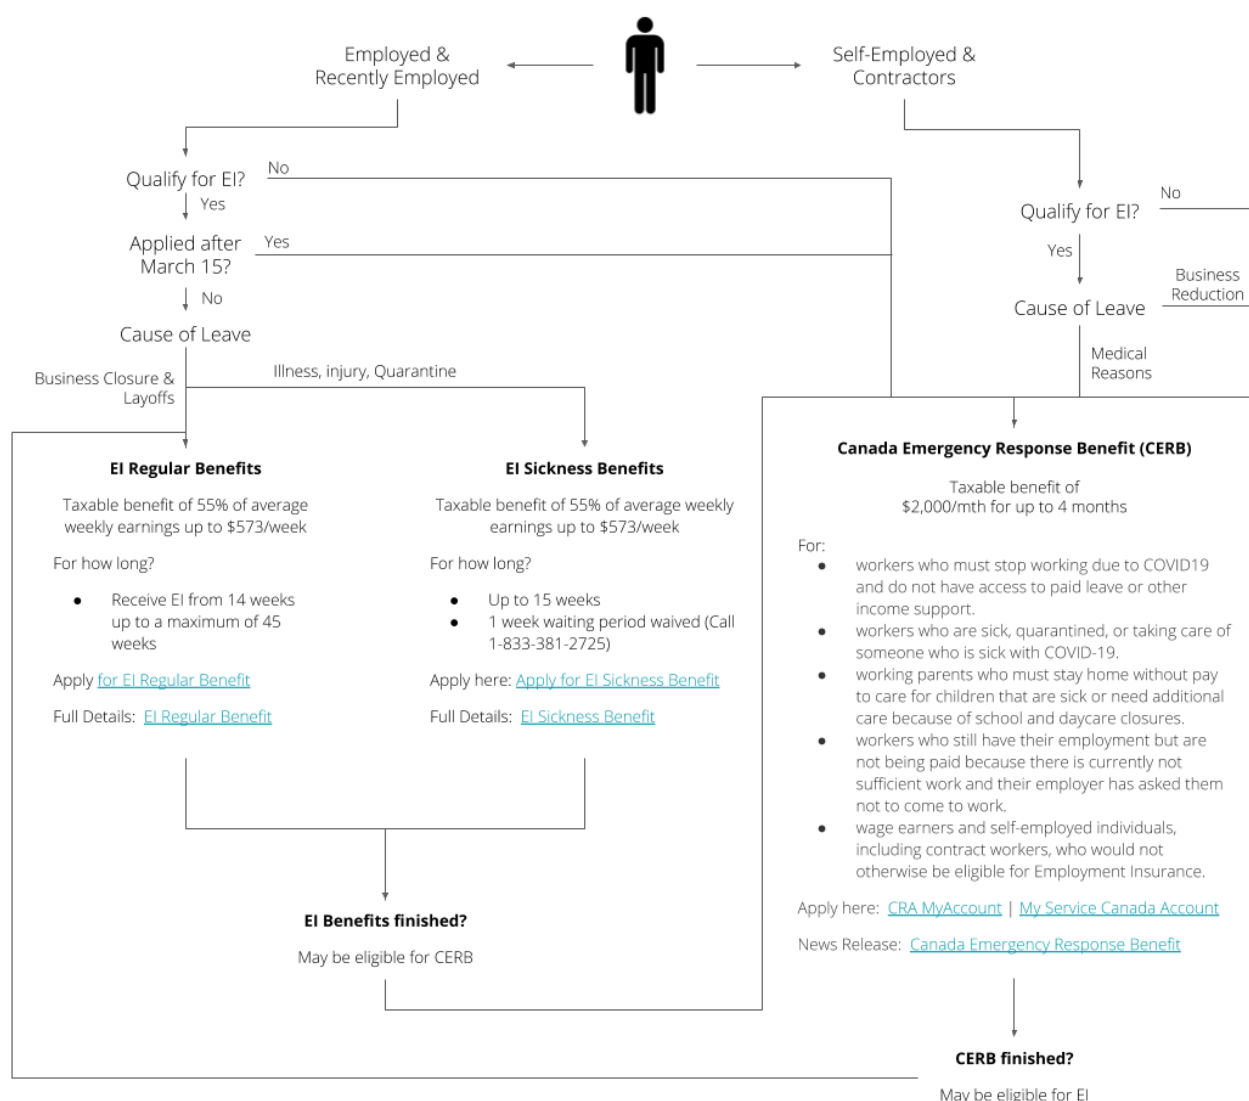 Employed &
Recently Employed
Self-Employed &
Contractors
Qualify for EI?
No
Yes
Applied after
March 15?
Yes
No
Cause of Leave
Business Closure &
Layoffs
Illness, injury, Quarantine
Qualify for EI?
No
Yes
Cause of Leave
Business
Reduction
Medical
Reasons
EI Regular Benefits
Taxable benefit of 55% of average
weekly earnings up to $573/week
For how long?
● Receive EI from 14 weeks
up to a maximum of 45
weeks
Apply for EI Regular Benefit
Full Details: EI Regular Benefit
EI Sickness Benefits
Taxable benefit of 55% of average weekly
earnings up to $573/week
For how long?
● Up to 15 weeks
● 1 week waiting period waived (Call
1-833-381-2725)
Apply here: Apply for EI Sickness Benefit
Full Details: EI Sickness Benefit
EI Benefits finished?
May be eligible for CERB
Canada Emergency Response Benefit (CERB)
Taxable benefit of
$2,000/mth for up to 4 months
For:
● workers who must stop working due to COVID19
and do not have access to paid leave or other
income support.
● workers who are sick, quarantined, or taking care of
someone who is sick with COVID-19.
● working parents who must stay home without pay
to care for children that are sick or need additional
care because of school and daycare closures.
● workers who still have their employment but are
not being paid because there is currently not
sufficient work and their employer has asked them
not to come to work.
● wage earners and self-employed individuals,
including contract workers, who would not
otherwise be eligible for Employment Insurance.
Apply here: CRA MyAccount | My Service Canada Account
News Release: Canada Emergency Response Benefit
CERB finished?
May be eligible for EI